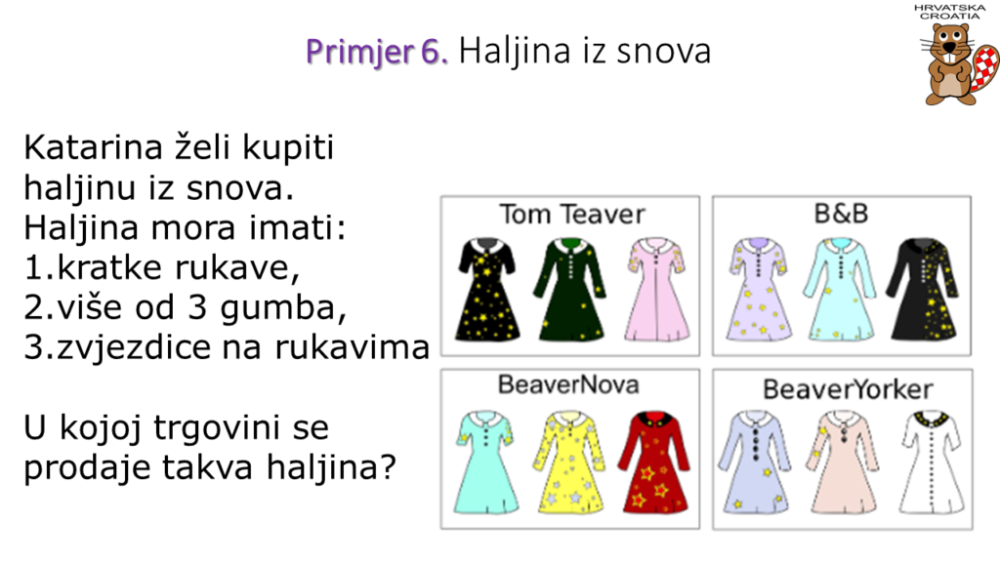 HRVATSKA
CROATIA
Primjer 6. Haljina iz snova
Katarina želi kupiti
haljinu iz snova.
Haljina mora imati:
1.kratke rukave,
2.više od 3 gumba,
3.zvjezdice na rukavima
U kojoj trgovini se
prodaje takva haljina?
Tom Teaver
B&B
BeaverNova
BeaverYorker